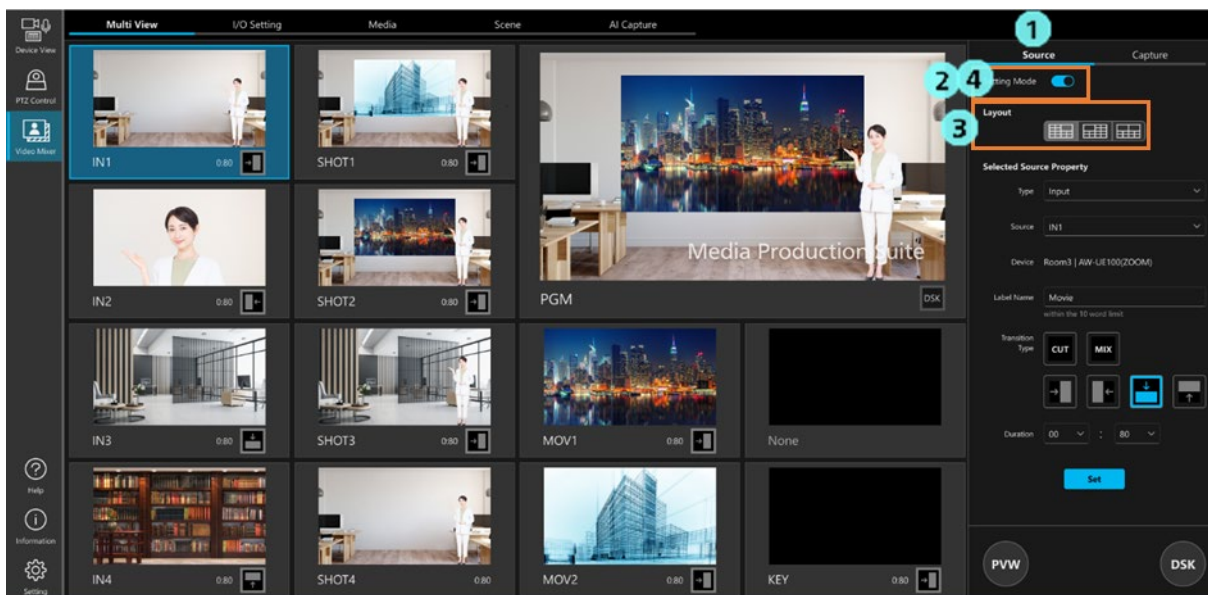 Multi View
I/O Setting
Media
Scene
AI Capture
Device View
PTZ Control
Video Mixer
Help
Information
Setting
IN1 0:80
SHOT1 0:80
Media Production Suite
PGM
DSK
IN2 0:80
SHOT2 0:80
IN3 0:80
SHOT3 0:80
MOV1 0:80
None
IN4 0:80
SHOT4 0:80
MOV2 0:80
KEY 0:80
1
Source
Capture
2 4
Setting Mode
3
Layout
Selected Source Property
Type Input
Source IN1
Device Room3 | AW-UE100(ZOOM)
Label Name Movie
within the 10 word limit
Transition
Type
CUT MIX
Duration 00 : 80
Set
PVW
DSK